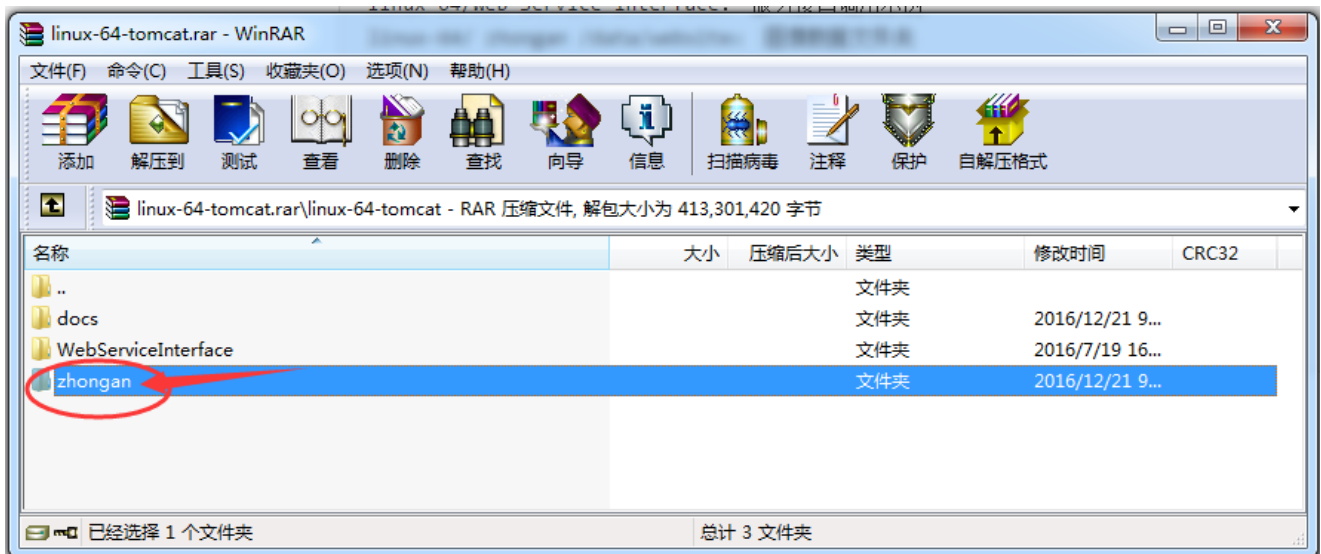 linux-64-tomcat.rar - WinRAR
文件(F) 命令(C) 工具(S) 收藏夹(O) 选项(N) 帮助(H)
添加 解压到 测试 查看 删除 查找 向导 信息 扫描病毒 注释 保护 自解压格式
linux-64-tomcat.rar\linux-64-tomcat - RAR 压缩文件, 解包大小为 413,301,420 字节
名称 大小 压缩后大小 类型 修改时间 CRC32
.. 文件夹
docs 文件夹 2016/12/21 9...
WebServiceInterface 文件夹 2016/7/19 16...
zhongan 文件夹 2016/12/21 9...
已经选择 1 个文件夹 总计 3 文件夹